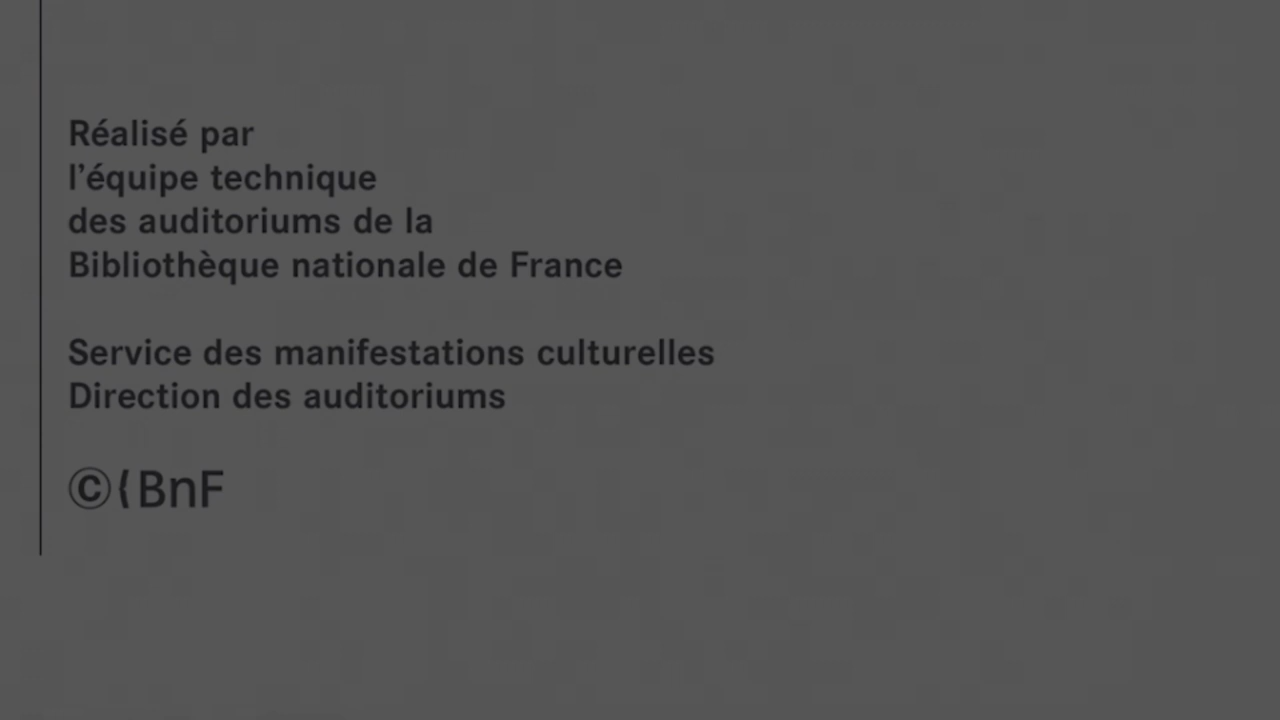 Réalisé par
l’équipe technique
des auditoriums de la
Bibliothèque nationale de France
Service des manifestations culturelles
Direction des auditoriums
© { BnF